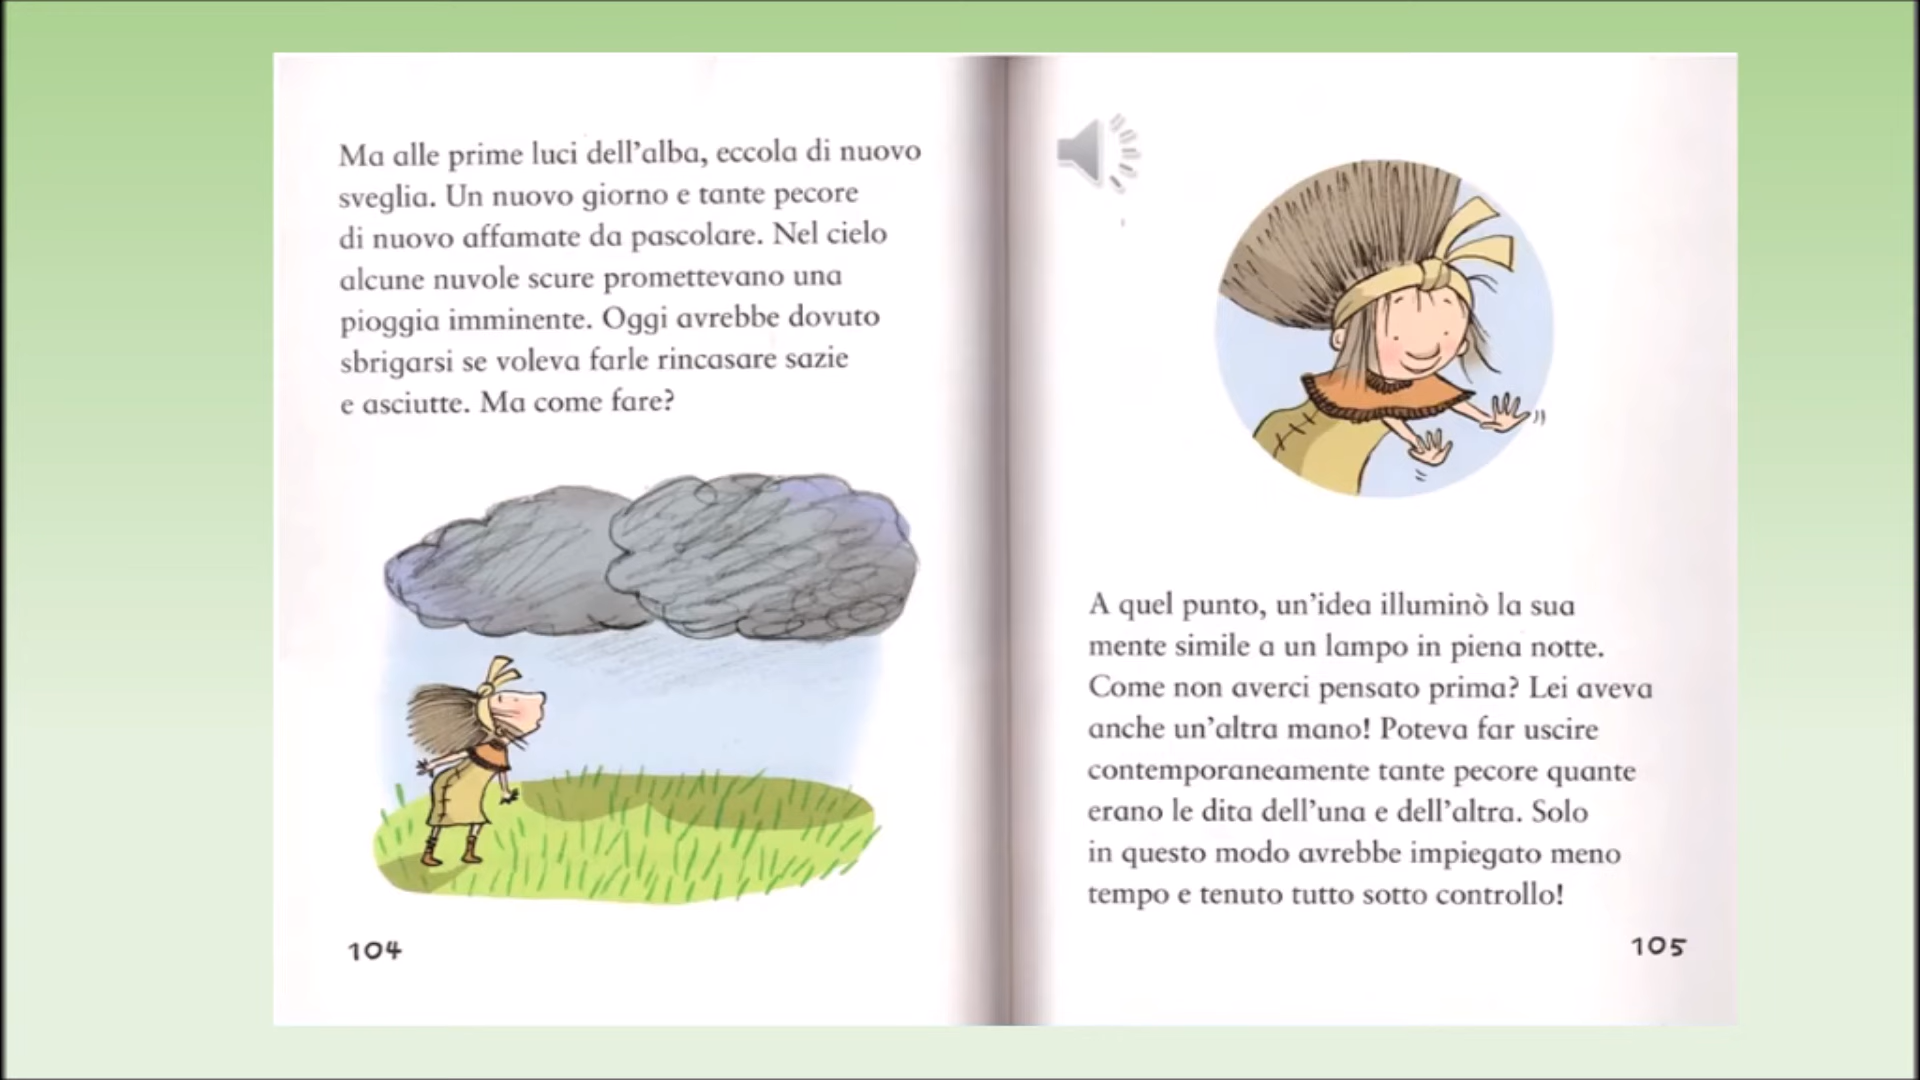 Ma alle prime luci dell'alba, eccola di nuovo
sveglia. Un nuovo giorno e tante pecore
di nuovo affamate da pascolare. Nel cielo
alcune nuvole scure promettevano una
pioggia imminente. Oggi avrebbe dovuto
sbrigarsi se voleva farle rincasare sazie
e asciutte. Ma come fare?
104
A quel punto, un'idea illuminò la sua
mente simile a un lampo in piena notte.
Come non averci pensato prima? Lei aveva
anche un'altra mano! Poteva far uscire
contemporaneamente tante pecore quante
erano le dita dell'una e dell'altra. Solo
in questo modo avrebbe impiegato meno
tempo e tenuto tutto sotto controllo!
105